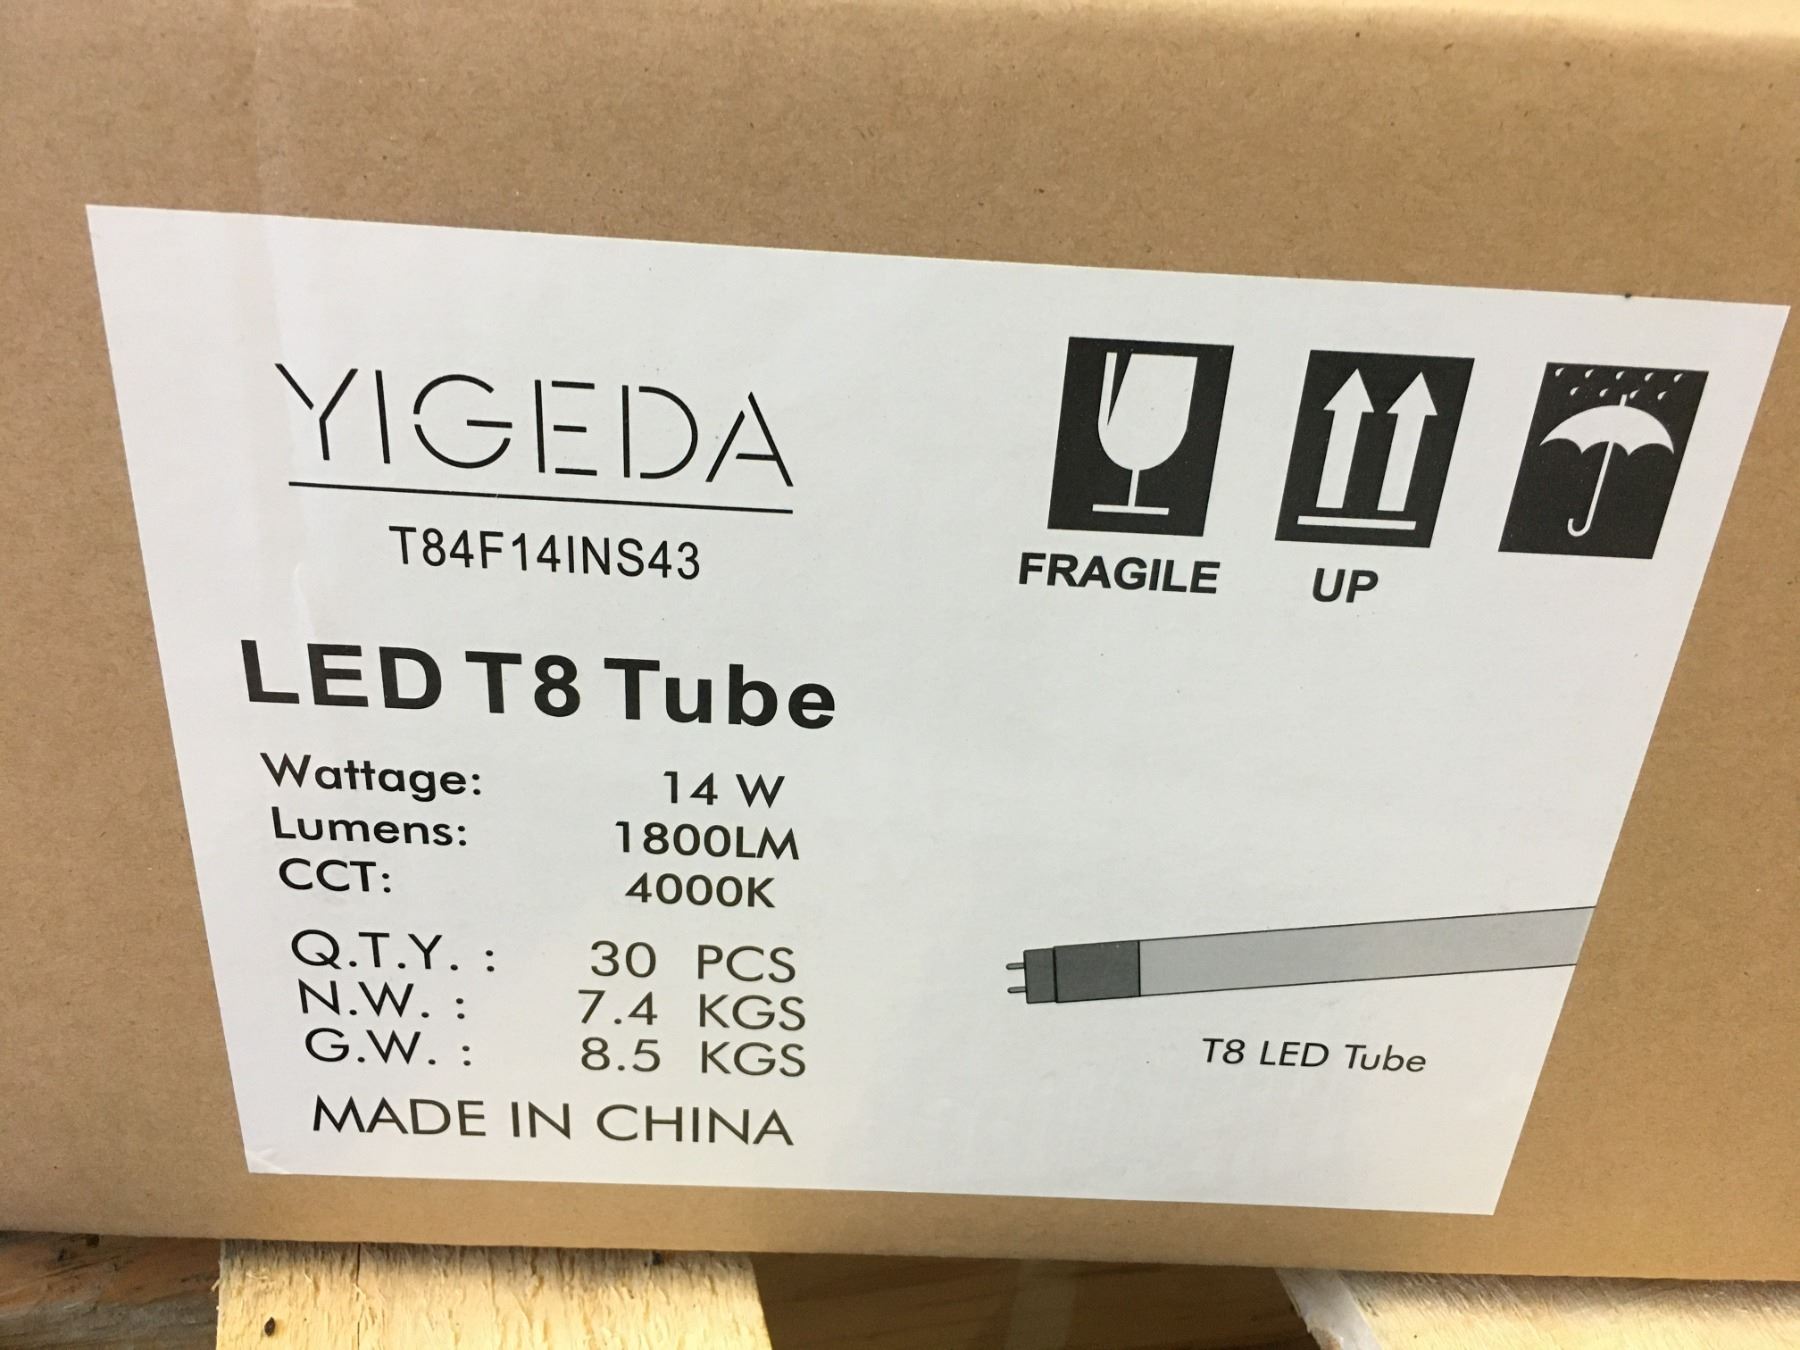 YIGEDA
T84F14INS43
LED T8 Tube
Wattage: 14 W
Lumens: 1800LM
CCT: 4000K
Q.T.Y. : 30 PCS
N.W. : 7.4 KGS
G.W. : 8.5 KGS
MADE IN CHINA
FRAGILE
UP
T8 LED Tube